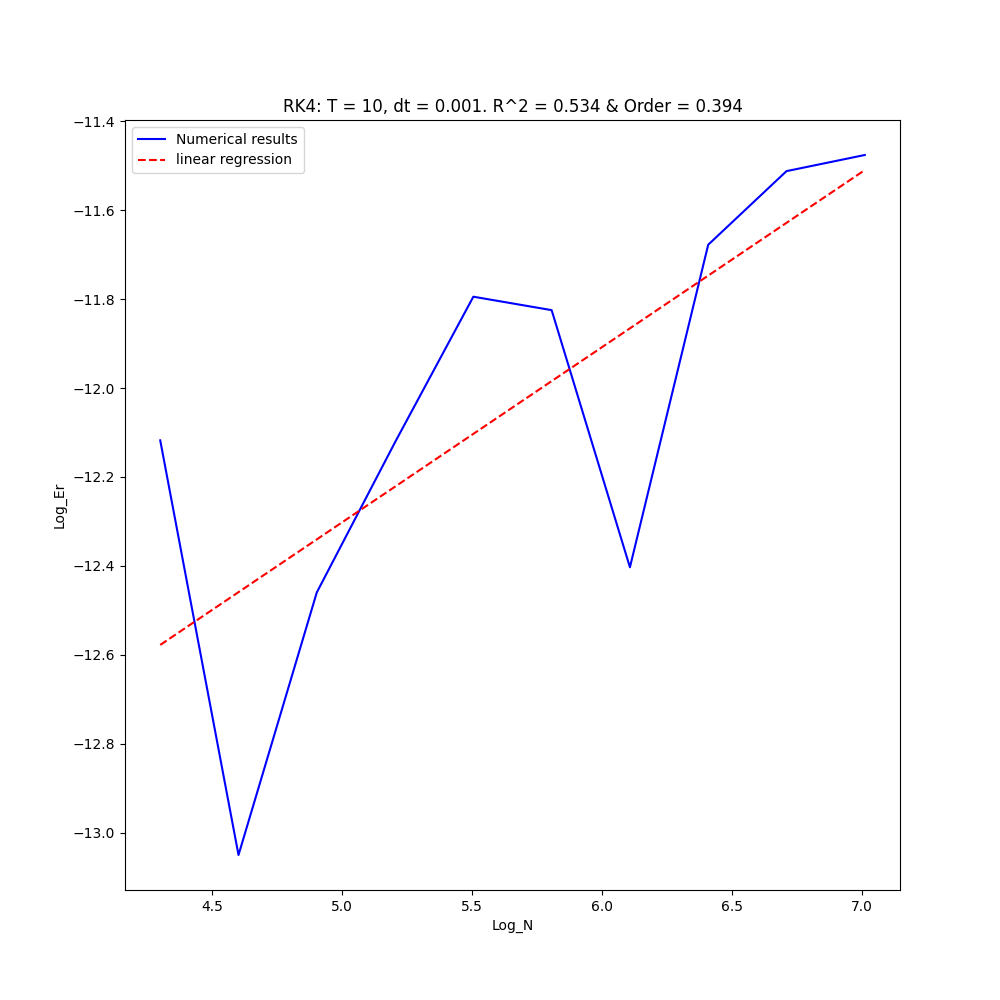 RK4: T = 10, dt = 0.001. R^2 = 0.534 & Order = 0.394
Numerical results
linear regression
−11.4
−11.6
−11.8
−12.0
−12.2
−12.4
−12.6
−12.8
−13.0
Log_Er
4.5 5.0 5.5 6.0 6.5 7.0
Log_N